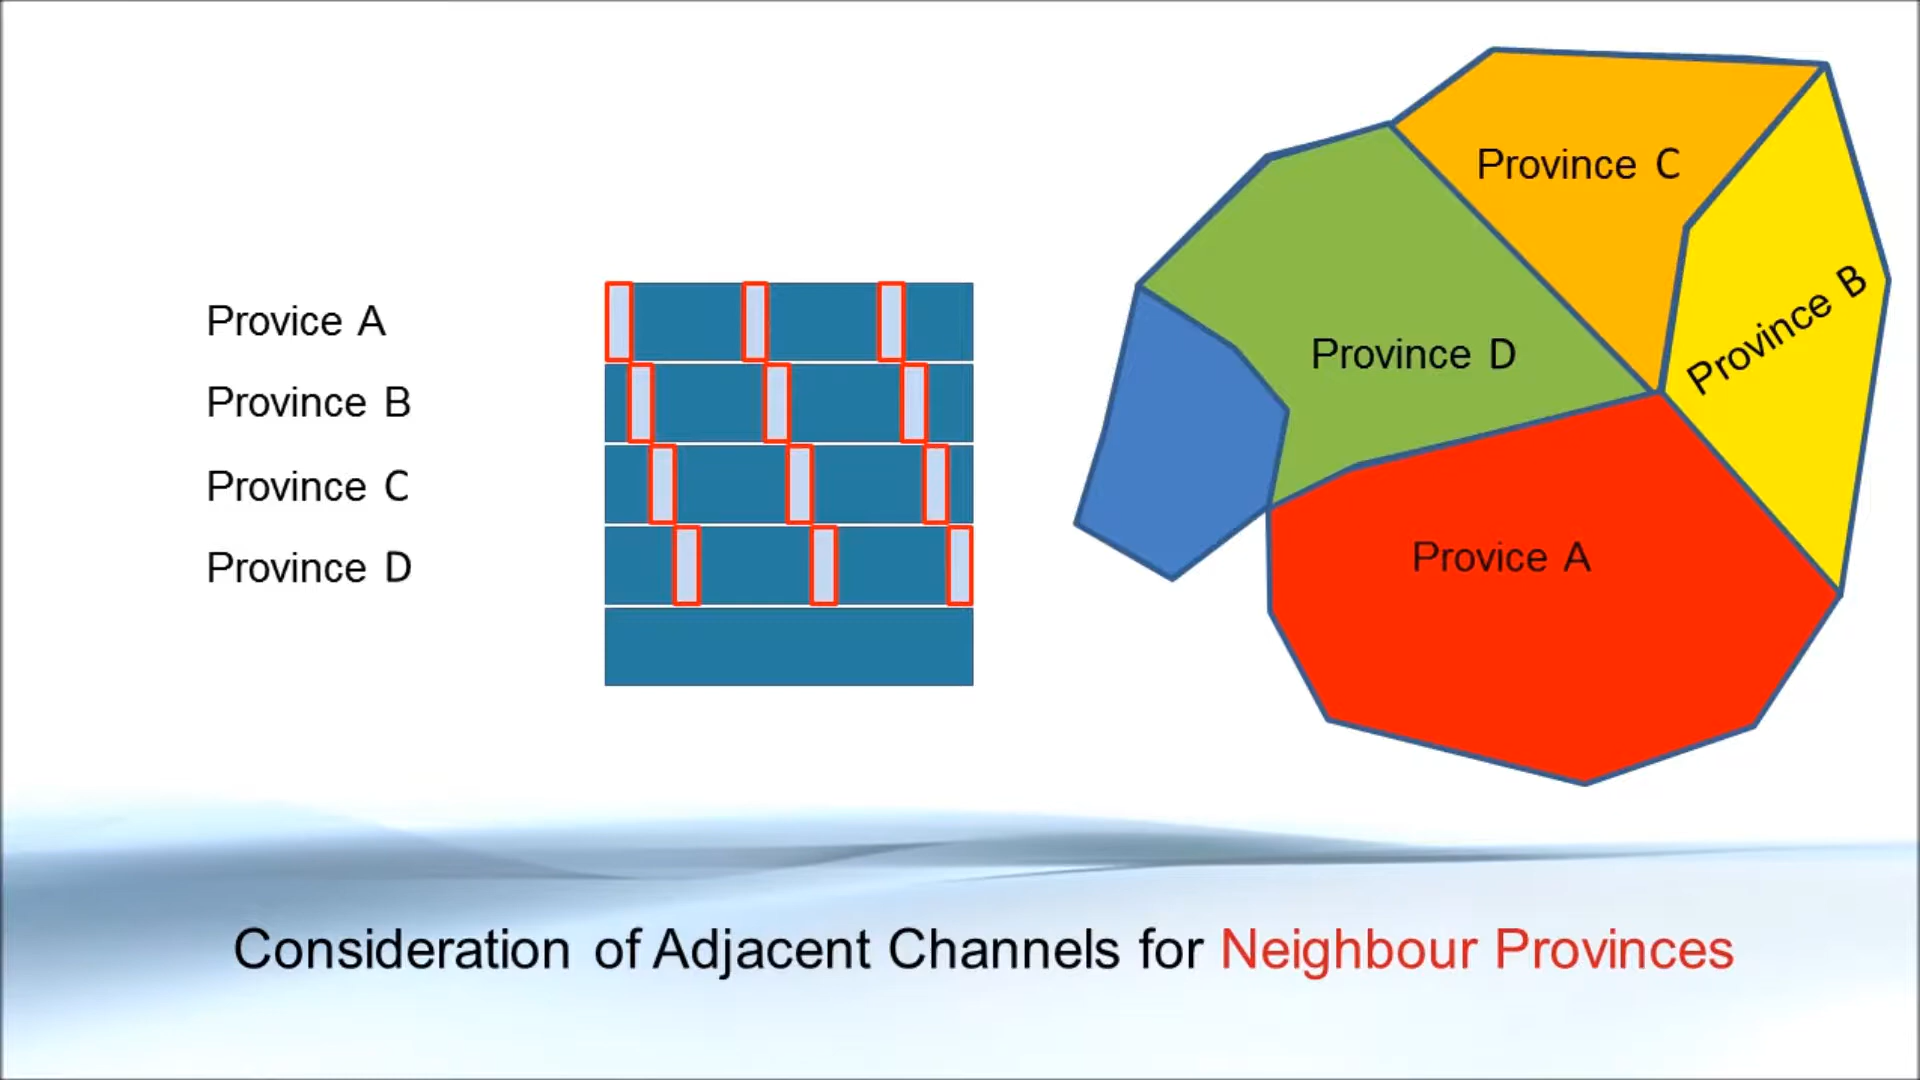 Provice A
Province B
Province C
Province D
Province C
Province B
Province D
Provice A
Consideration of Adjacent Channels for Neighbour Provinces